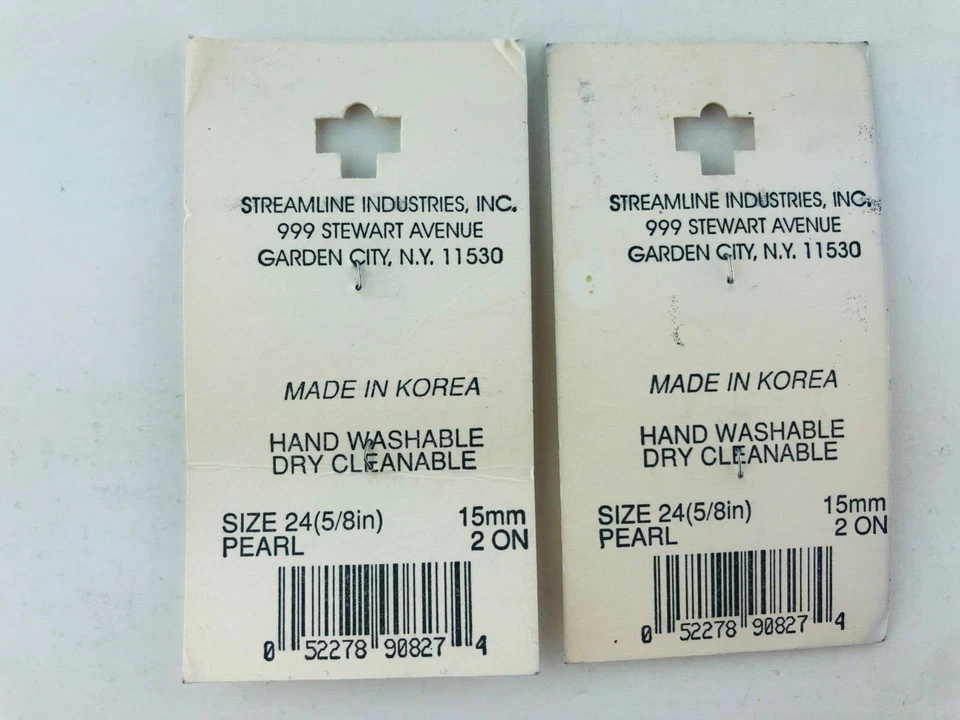 STREAMLINE INDUSTRIES, INC.
999 STEWART AVENUE
GARDEN CITY, N.Y. 11530
MADE IN KOREA
HAND WASHABLE
DRY CLEANABLE
SIZE 24(5/8in) 15mm
PEARL 2 ON
0 52278 90827 4
STREAMLINE INDUSTRIES, INC.
999 STEWART AVENUE
GARDEN CITY, N.Y. 11530
MADE IN KOREA
HAND WASHABLE
DRY CLEANABLE
SIZE 24(5/8in) 15mm
PEARL 2 ON
0 52278 90827 4